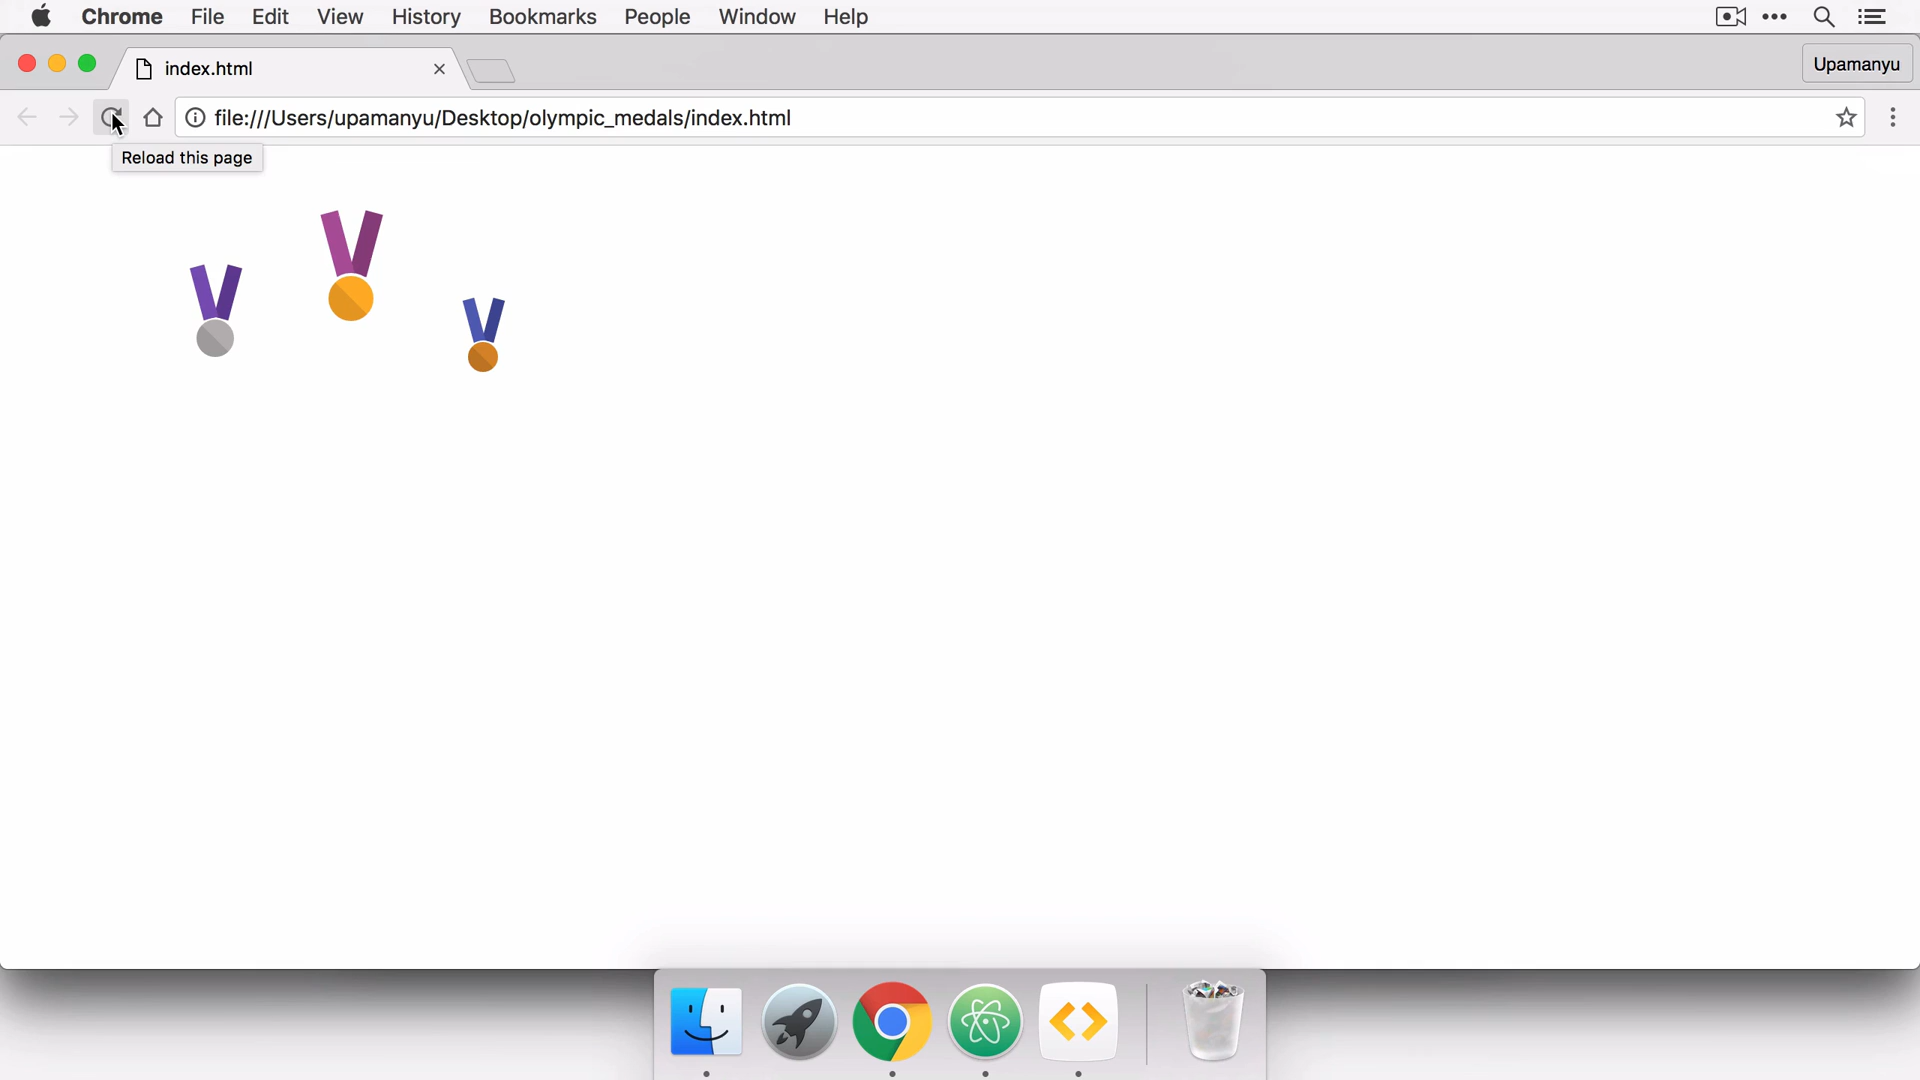 Chrome File Edit View History Bookmarks People Window Help
index.html
Upamanyu
file:///Users/upamanyu/Desktop/olympic_medals/index.html
Reload this page